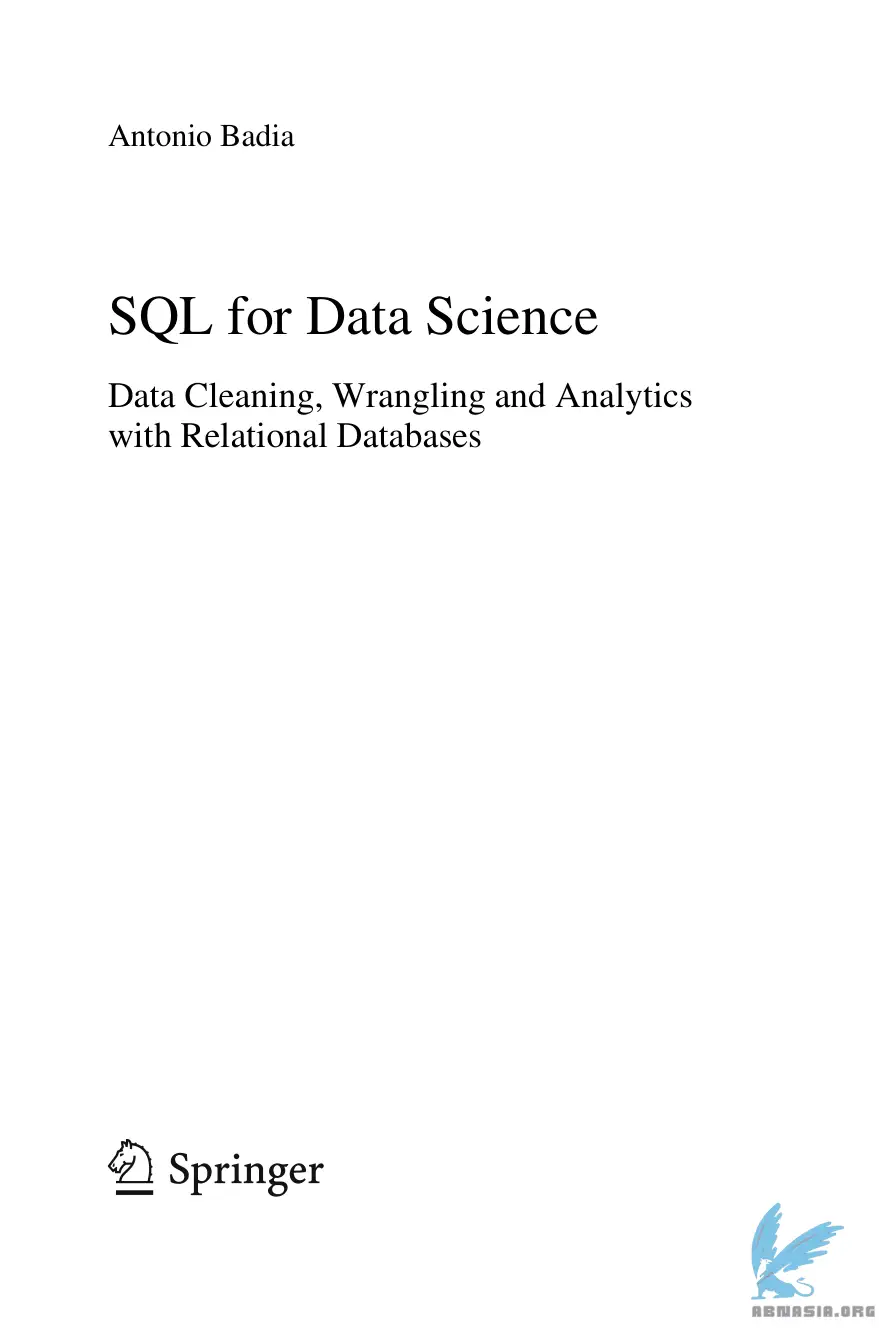 Antonio Badia
SQL for Data Science
Data Cleaning, Wrangling and Analytics
with Relational Databases
Springer
ABNASIA.ORG